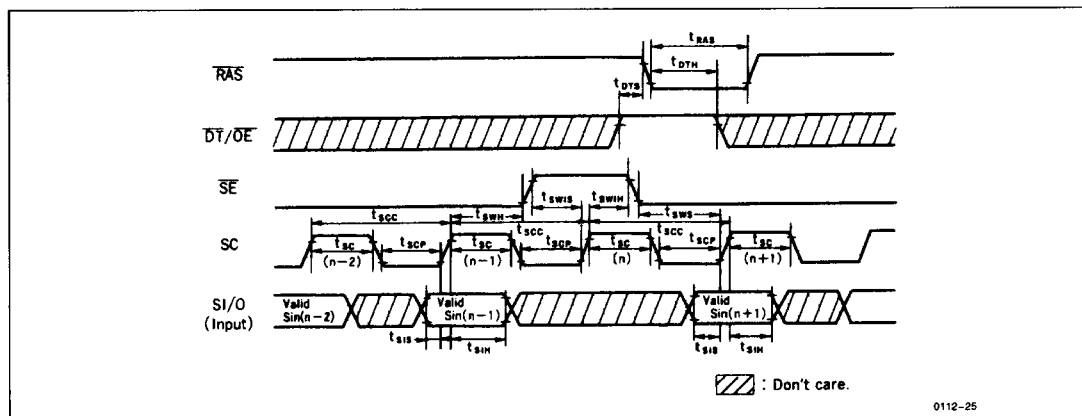 tRAS
RAS
tDTH
tDTS
DT/OE
SE
tSWIS tSWIH
tSCC tSWH tSCC tSWS tSCC
SC
tSC tSCP tSC tSCP tSC tSCP tSC
(n−2) (n−1) (n) (n+1)
SI/O
(Input)
Valid
Sin(n−2)
Valid
Sin(n−1)
Valid
Sin(n+1)
tSIS tSIH tSIS tSIH
: Don't care.
0112-25